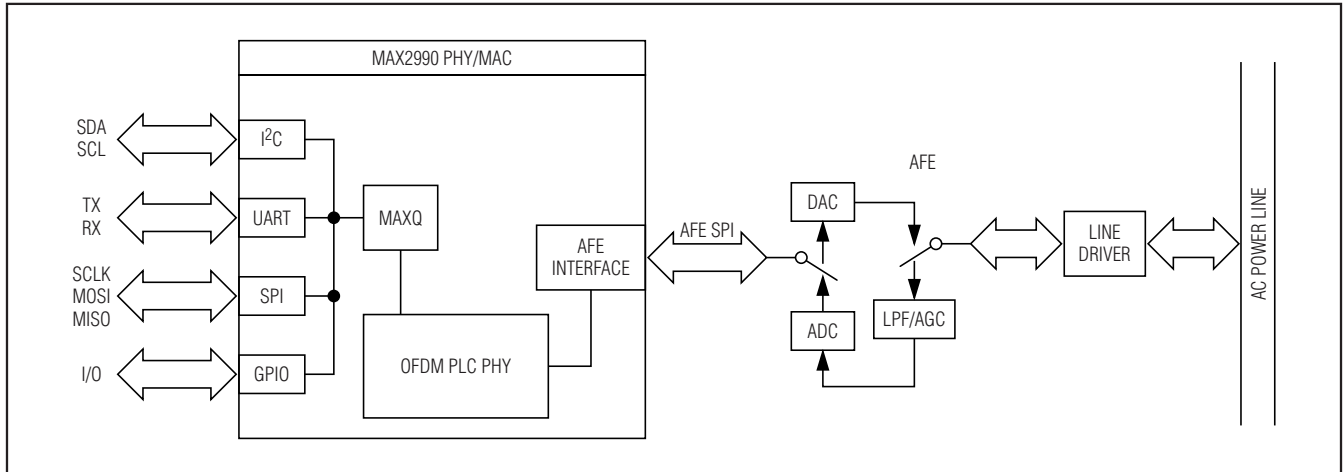 MAX2990 PHY/MAC
SDA
SCL
I²C
TX
RX
UART
MAXQ
SCLK
MOSI
MISO
SPI
I/O
GPIO
OFDM PLC PHY
AFE
INTERFACE
AFE SPI
AFE
DAC
ADC
LPF/AGC
LINE
DRIVER
AC POWER LINE